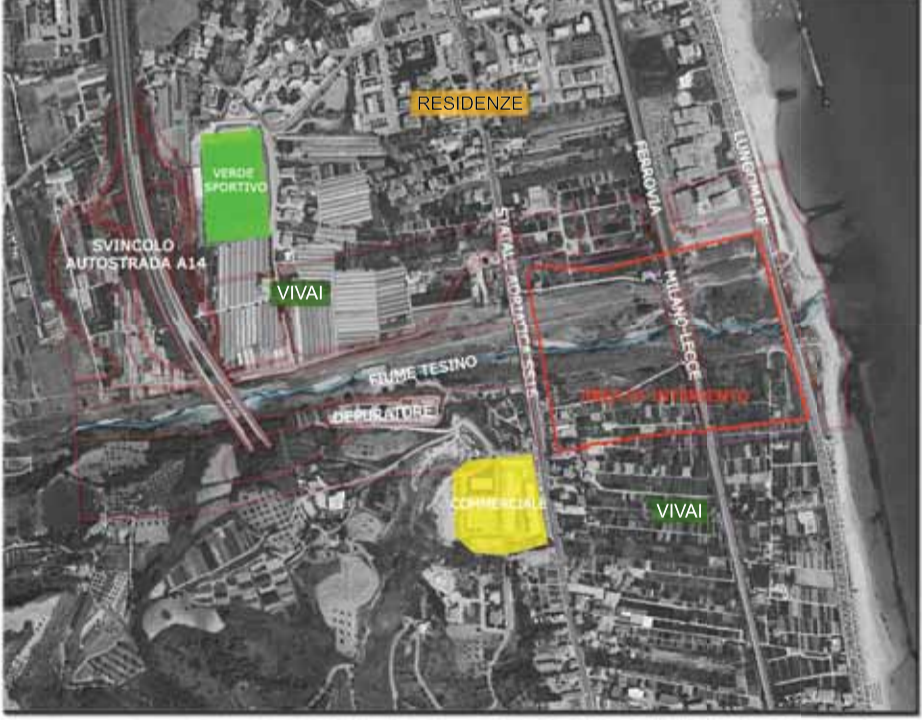 RESIDENZE
VERDE
SPORTIVO
FERROVIA
LUNGOMARE
SVINCOLO
AUTOSTRADA A14
VIVAI
STATALE ADRIATICA SS16
MILANO-LECCE
FIUME TESINO
DEPURATORE
INTERVENTO
COMMERCIALE
VIVAI